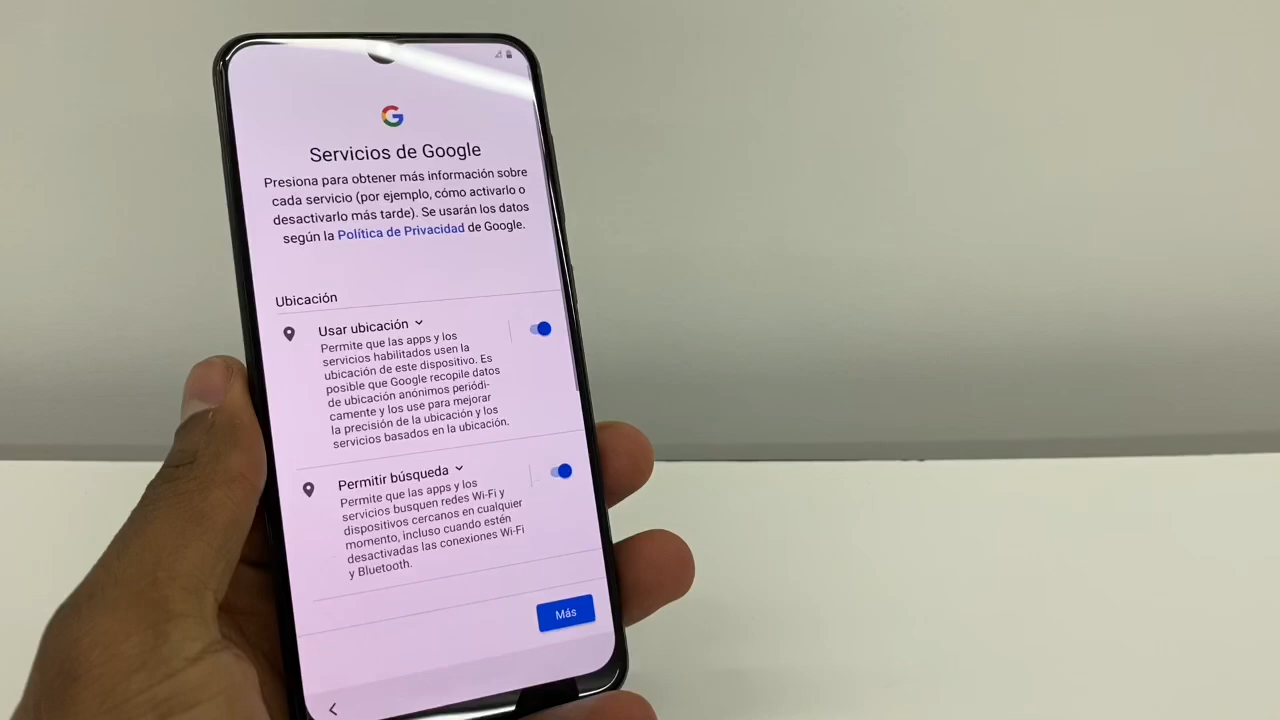 Servicios de Google
Presiona para obtener más información sobre
cada servicio (por ejemplo, cómo activarlo o
desactivarlo más tarde). Se usarán los datos
según la Política de Privacidad de Google.
Ubicación
Usar ubicación
Permite que las apps y los
servicios habilitados usen la
ubicación de este dispositivo. Es
posible que Google recopile datos
de ubicación anónimos periódi-
camente y los use para mejorar
la precisión de la ubicación y los
servicios basados en la ubicación.
Permitir búsqueda
Permite que las apps y los
servicios busquen redes Wi-Fi y
dispositivos cercanos en cualquier
momento, incluso cuando estén
desactivadas las conexiones Wi-Fi
y Bluetooth.
Más